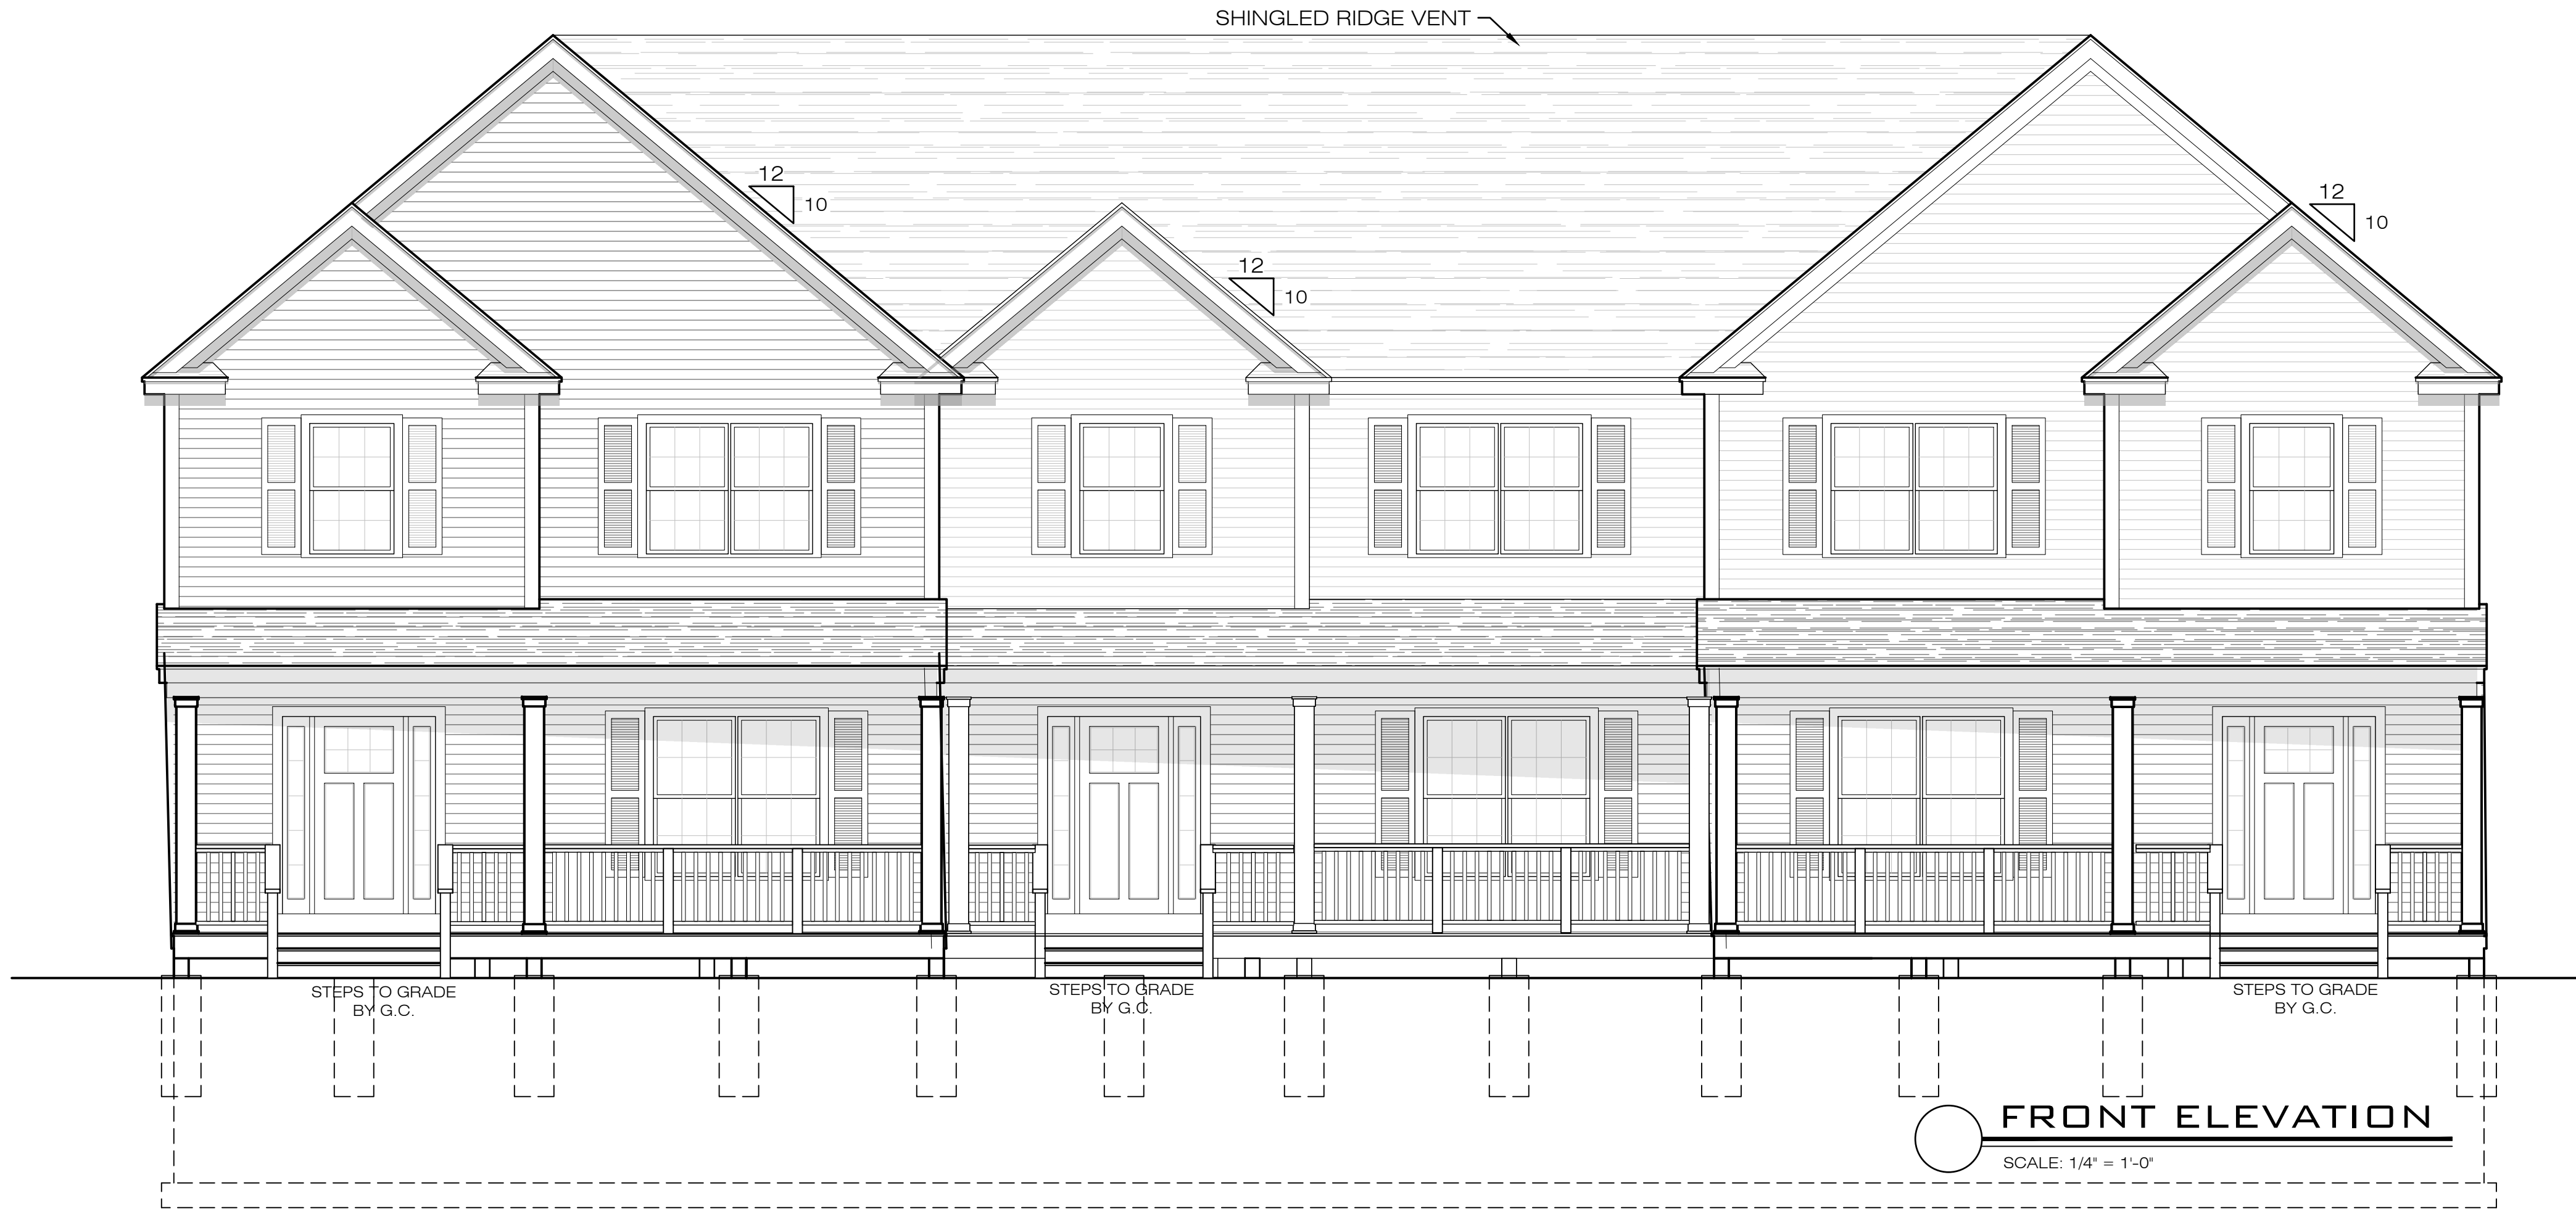 SHINGLED RIDGE VENT
12
10
12
10
12
10
STEPS TO GRADE
BY G.C.
STEPS TO GRADE
BY G.C.
STEPS TO GRADE
BY G.C.
FRONT ELEVATION
SCALE: 1/4" = 1'-0"